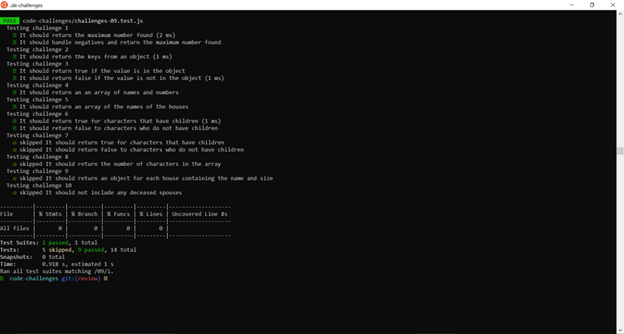 ..de-challenges
PASS code-challenges/challenges-09.test.js
Testing challenge 1
It should return the maximum number found (2 ms)
It should handle negatives and return the maximum number found
Testing challenge 2
It should return the keys from an object (1 ms)
Testing challenge 3
It should return true if the value is in the object
It should return false if the value is not in the object (1 ms)
Testing challenge 4
It should return an an array of names and numbers
Testing challenge 5
It should return an array of the names of the houses
Testing challenge 6
It should return true for characters that have children (1 ms)
It should return false to characters who do not have children
Testing challenge 7
○ skipped It should return true for characters that have children
○ skipped It should return false to characters who do not have children
Testing challenge 8
○ skipped It should return the number of characters in the array
Testing challenge 9
○ skipped It should return an object for each house containing the name and size
Testing challenge 10
○ skipped It should not include any deceased spouses
----------|---------|----------|---------|---------|-------------------
File | % Stmts | % Branch | % Funcs | % Lines | Uncovered Line #s
----------|---------|----------|---------|---------|-------------------
All files | 0 | 0 | 0 | 0 |
----------|---------|----------|---------|---------|-------------------
Test Suites: 1 passed, 1 total
Tests: 5 skipped, 9 passed, 14 total
Snapshots: 0 total
Time: 0.918 s, estimated 1 s
Ran all test suites matching /09/i.
code-challenges git:(review)